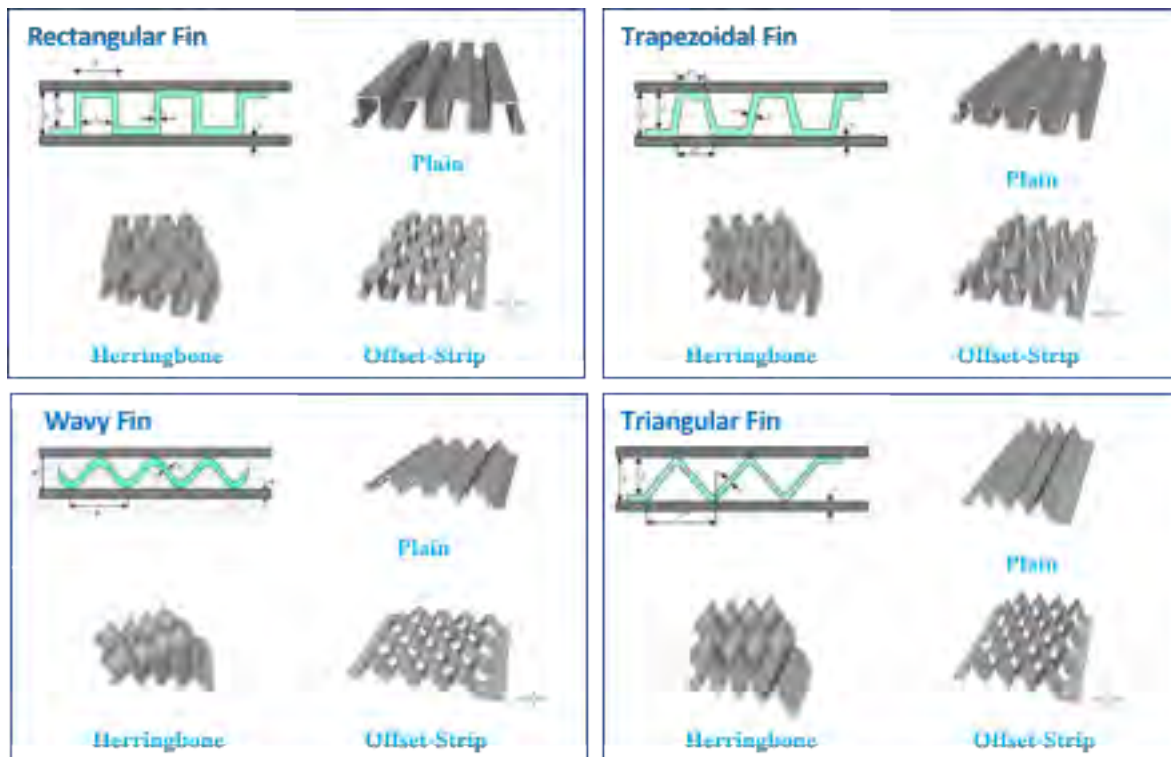 Rectangular Fin
Plain
Herringbone
Offset-Strip
Trapezoidal Fin
Plain
Herringbone
Offset-Strip
Wavy Fin
Plain
Herringbone
Offset-Strip
Triangular Fin
Plain
Herringbone
Offset-Strip